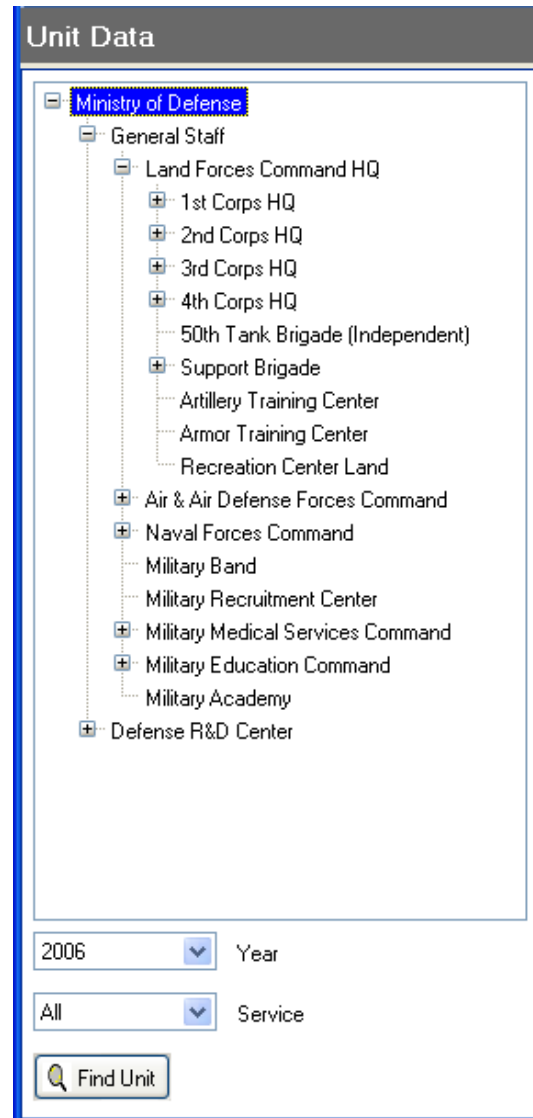 Unit Data
Ministry of Defense
General Staff
Land Forces Command HQ
1st Corps HQ
2nd Corps HQ
3rd Corps HQ
4th Corps HQ
50th Tank Brigade (Independent)
Support Brigade
Artillery Training Center
Armor Training Center
Recreation Center Land
Air & Air Defense Forces Command
Naval Forces Command
Military Band
Military Recruitment Center
Military Medical Services Command
Military Education Command
Military Academy
Defense R&D Center
2006 Year
All Service
Find Unit